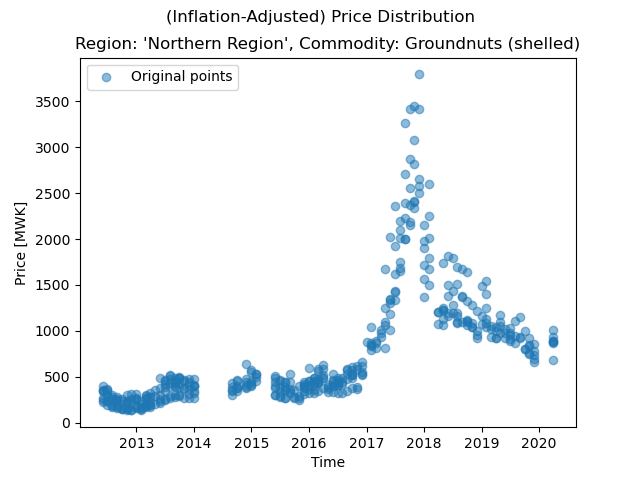 (Inflation-Adjusted) Price Distribution
Region: 'Northern Region', Commodity: Groundnuts (shelled)
Original points
3500
3000
2500
2000
1500
1000
500
0
Price [MWK]
2013 2014 2015 2016 2017 2018 2019 2020
Time